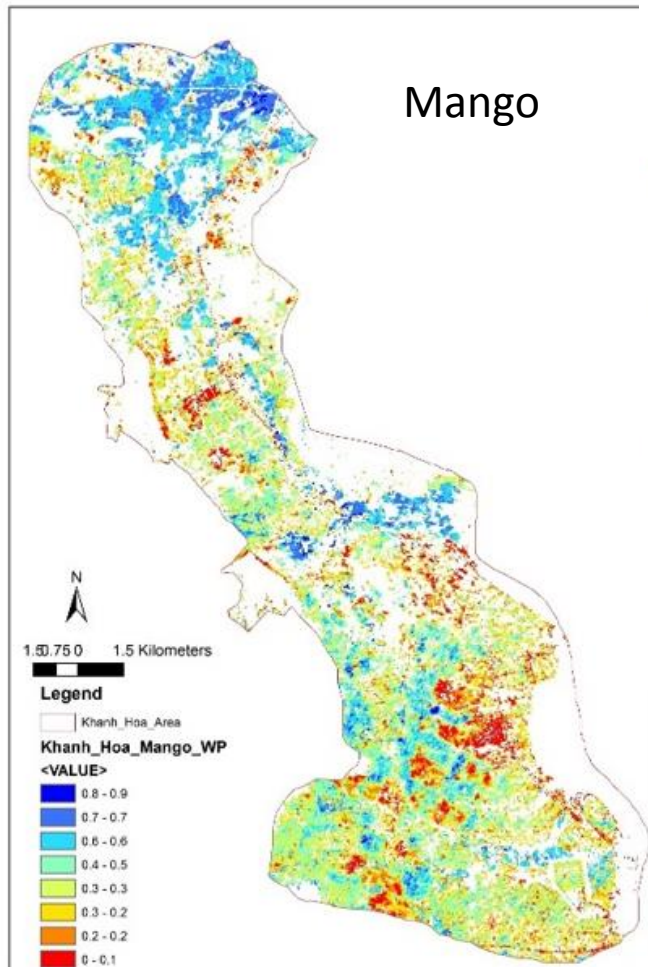 Mango
N
1.50.75 0 1.5 Kilometers
Legend
Khanh_Hoa_Area
Khanh_Hoa_Mango_WP
<VALUE>
0.8 - 0.9
0.7 - 0.7
0.6 - 0.6
0.4 - 0.5
0.3 - 0.3
0.3 - 0.2
0.2 - 0.2
0 - 0.1